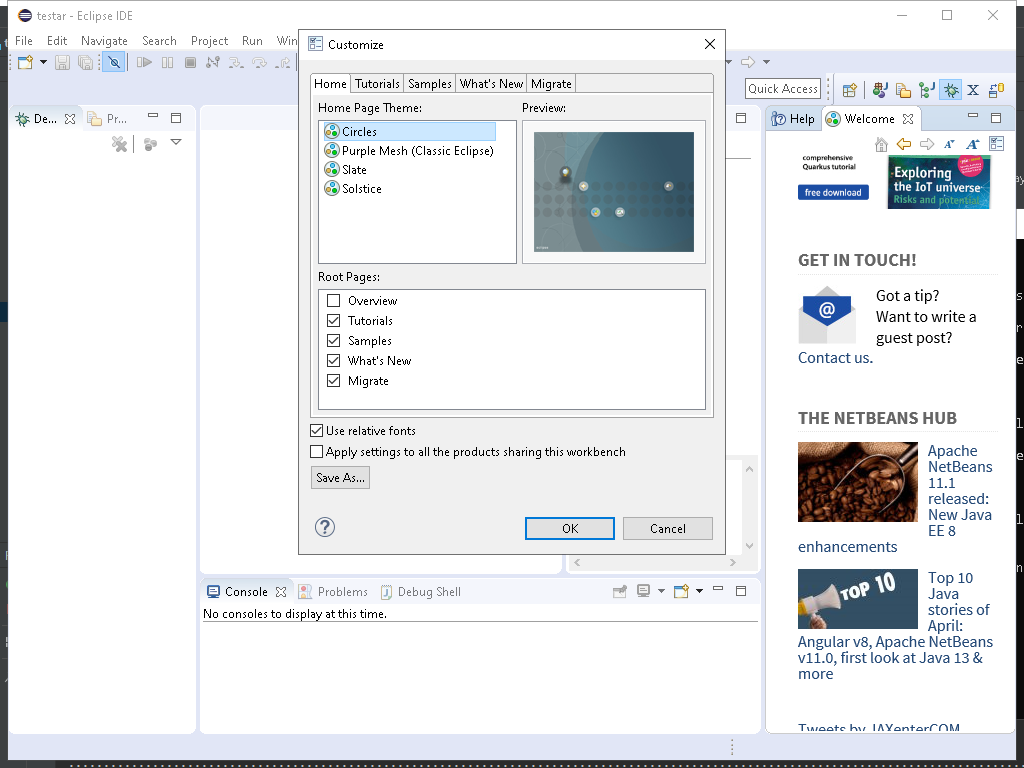 testar - Eclipse IDE
File Edit Navigate Search Project Run Win
Quick Access
De...
Pr...
Customize
Home Tutorials Samples What's New Migrate
Home Page Theme:
Preview:
Circles
Purple Mesh (Classic Eclipse)
Slate
Solstice
Root Pages:
Overview
Tutorials
Samples
What's New
Migrate
Use relative fonts
Apply settings to all the products sharing this workbench
Save As...
OK
Cancel
Help
Welcome
comprehensive
Quarkus tutorial
free download
Exploring
the IoT universe
Risks and potential
GET IN TOUCH!
@
Got a tip?
Want to write a
guest post?
Contact us.
THE NETBEANS HUB
Apache
NetBeans
11.1
released:
New Java
EE 8
enhancements
TOP 10
Top 10
Java
stories of
April:
Angular v8, Apache NetBeans
v11.0, first look at Java 13 &
more
Tweets by JAXenterCOM
Console
Problems
Debug Shell
No consoles to display at this time.